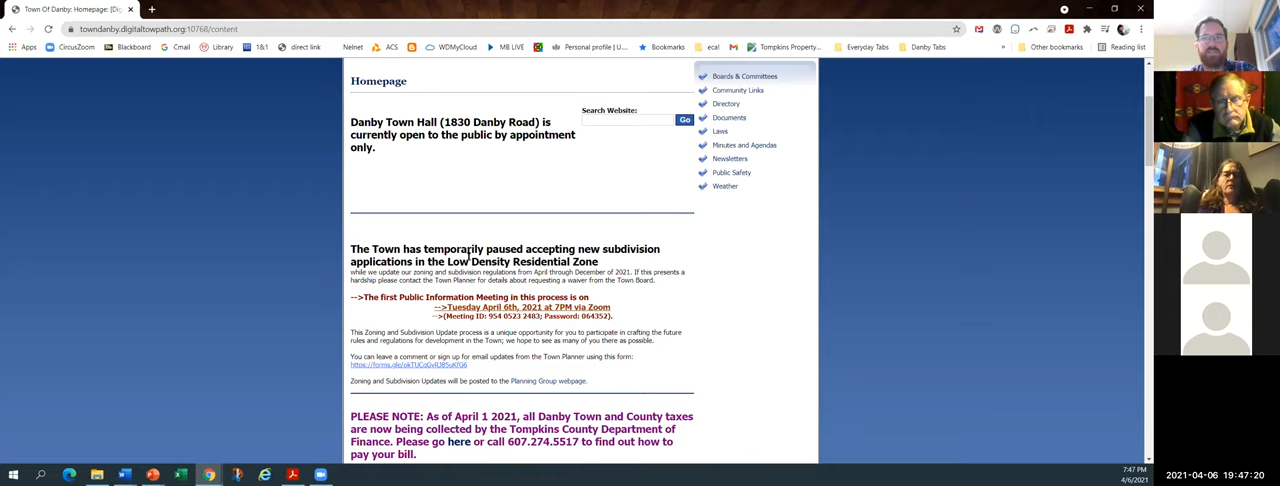 Town Of Danby: Homepage: [Dig
towndanby.digitaltowpath.org:10768/content
Apps
CircusZoom
Blackboard
Gmail
Library
1&1
direct link
Nelnet
ACS
WDMyCloud
MB LIVE
Personal profile | U...
Bookmarks
eca!
Tompkins Property...
Everyday Tabs
Danby Tabs
Other bookmarks
Reading list
Homepage
Search Website:
Go
Danby Town Hall (1830 Danby Road) is
currently open to the public by appointment
only.
Boards & Committees
Community Links
Directory
Documents
Laws
Minutes and Agendas
Newsletters
Public Safety
Weather
The Town has temporarily paused accepting new subdivision
applications in the Low Density Residential Zone
while we update our zoning and subdivision regulations from April through December of 2021. If this presents a
hardship please contact the Town Planner for details about requesting a waiver from the Town Board.
-->The first Public Information Meeting in this process is on
-->Tuesday April 6th, 2021 at 7PM via Zoom
-->(Meeting ID: 954 0523 2483; Password: 064352).
This Zoning and Subdivision Update process is a unique opportunity for you to participate in crafting the future
rules and regulations for development in the Town; we hope to see as many of you there as possible.
You can leave a comment or sign up for email updates from the Town Planner using this form:
Zoning and Subdivision Updates will be posted to the Planning Group webpage.
PLEASE NOTE: As of April 1 2021, all Danby Town and County taxes
are now being collected by the Tompkins County Department of
Finance. Please go here or call 607.274.5517 to find out how to
pay your bill.
7:47 PM
4/6/2021
2021-04-06 19:47:20